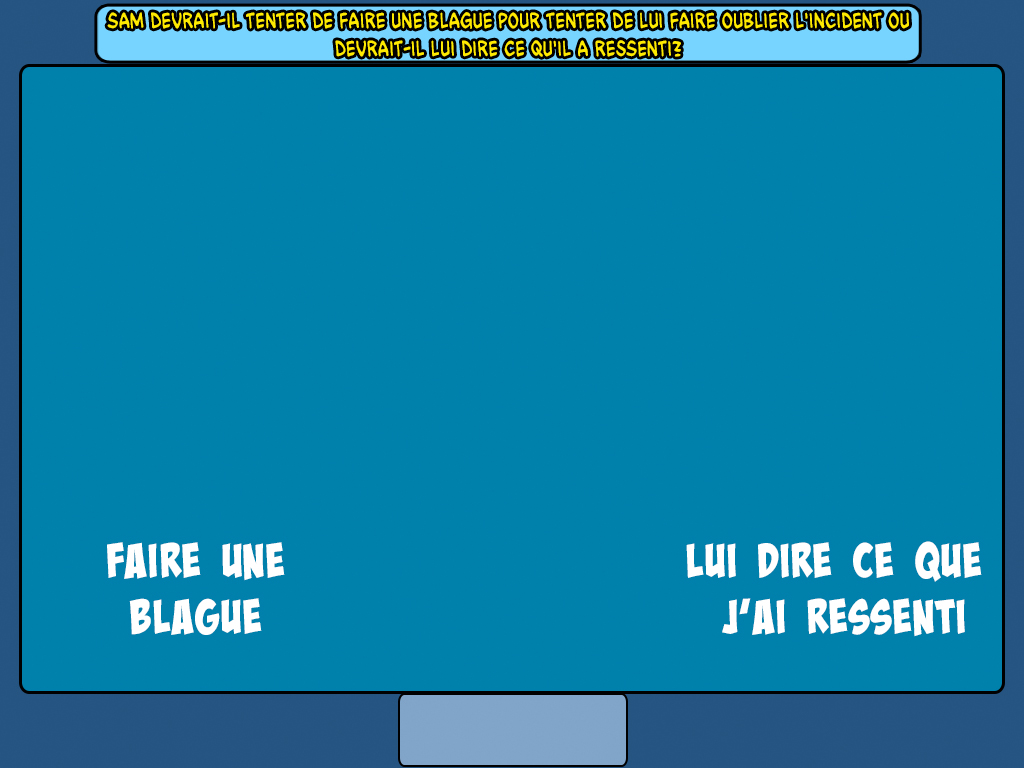 SAM DEVRAIT-IL TENTER DE FAIRE UNE BLAGUE POUR TENTER DE LUI FAIRE OUBLIER L'INCIDENT OU
DEVRAIT-IL LUI DIRE CE QU'IL A RESSENTI?
FAIRE UNE
BLAGUE
LUI DIRE CE QUE
J'AI RESSENTI